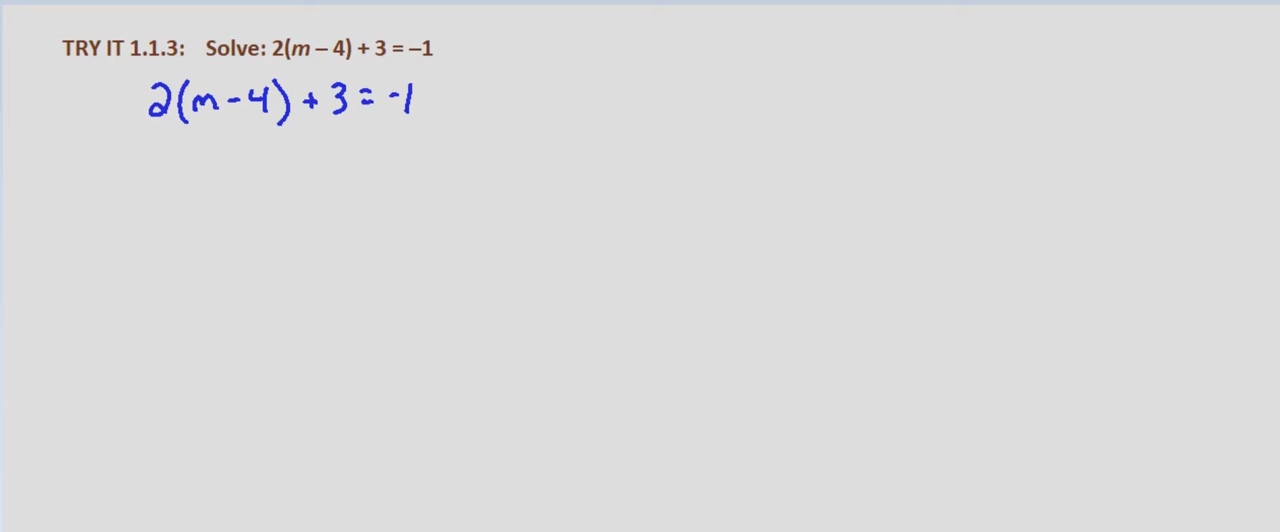 TRY IT 1.1.3: Solve: 2(m – 4) + 3 = –1
2(m - 4) + 3 = -1